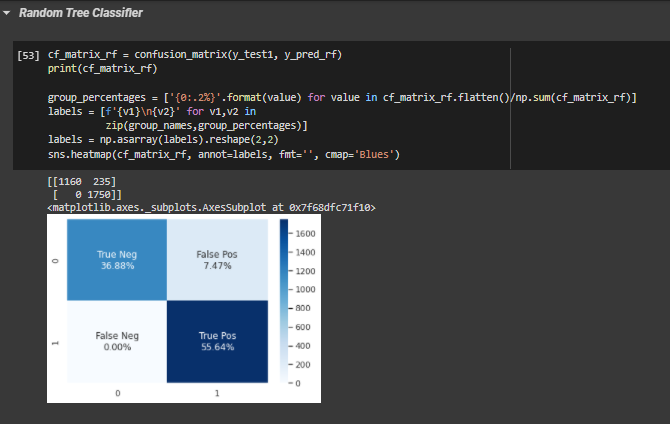 Random Tree Classifier
[53] cf_matrix_rf = confusion_matrix(y_test1, y_pred_rf)
print(cf_matrix_rf)
group_percentages = ['{0:.2%}'.format(value) for value in cf_matrix_rf.flatten()/np.sum(cf_matrix_rf)]
labels = [f'{v1}\n{v2}' for v1,v2 in
zip(group_names,group_percentages)]
labels = np.asarray(labels).reshape(2,2)
sns.heatmap(cf_matrix_rf, annot=labels, fmt='', cmap='Blues')
[[1160 235]
[ 0 1750]]
<matplotlib.axes._subplots.AxesSubplot at 0x7f68dfc71f10>
True Neg
36.88%
False Pos
7.47%
False Neg
0.00%
True Pos
55.64%
0
1
0
1
1600
1400
1200
1000
800
600
400
200
0